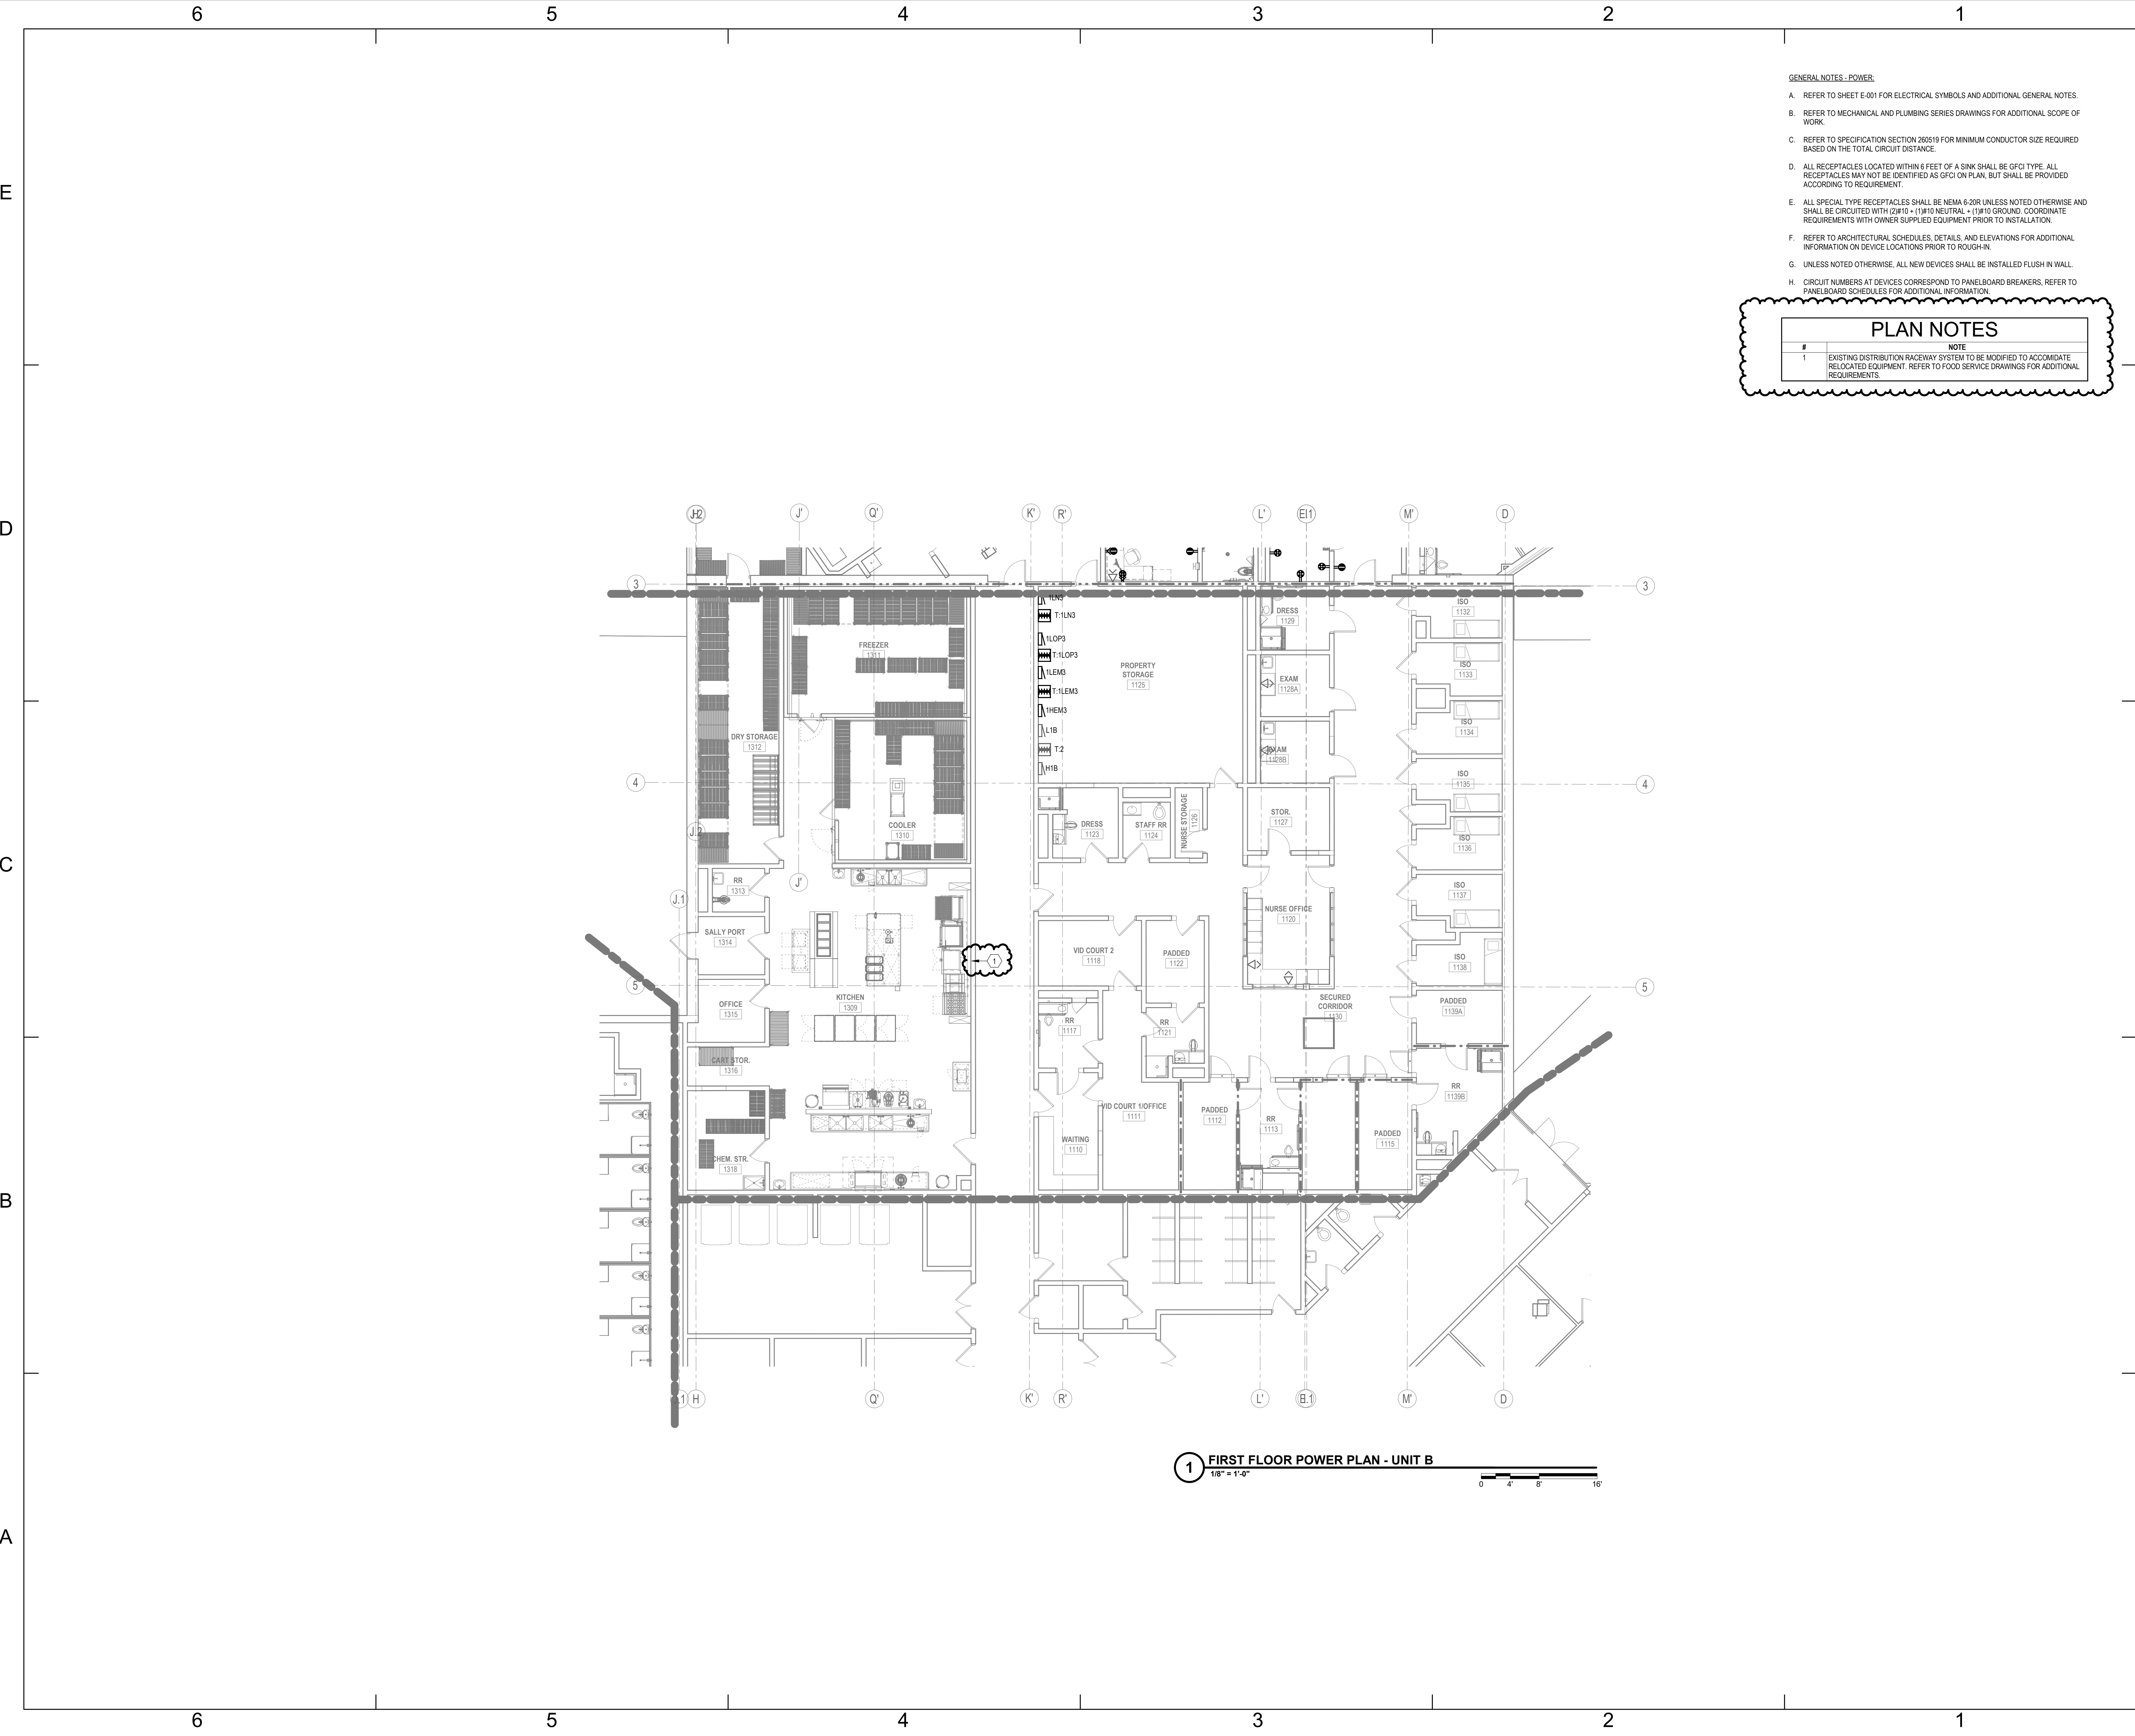 6 5 4 3 2 1
GENERAL NOTES - POWER:
A. REFER TO SHEET E-001 FOR ELECTRICAL SYMBOLS AND ADDITIONAL GENERAL NOTES.
B. REFER TO MECHANICAL AND PLUMBING SERIES DRAWINGS FOR ADDITIONAL SCOPE OF
WORK.
C. REFER TO SPECIFICATION SECTION 260519 FOR MINIMUM CONDUCTOR SIZE REQUIRED
BASED ON THE TOTAL CIRCUIT DISTANCE.
D. ALL RECEPTACLES LOCATED WITHIN 6 FEET OF A SINK SHALL BE GFCI TYPE. ALL
RECEPTACLES MAY NOT BE IDENTIFIED AS GFCI ON PLAN, BUT SHALL BE PROVIDED
ACCORDING TO REQUIREMENT.
E. ALL SPECIAL TYPE RECEPTACLES SHALL BE NEMA 6-20R UNLESS NOTED OTHERWISE AND
SHALL BE CIRCUITED WITH (2)#10 + (1)#10 NEUTRAL + (1)#10 GROUND. COORDINATE
REQUIREMENTS WITH OWNER SUPPLIED EQUIPMENT PRIOR TO INSTALLATION.
F. REFER TO ARCHITECTURAL SCHEDULES, DETAILS, AND ELEVATIONS FOR ADDITIONAL
INFORMATION ON DEVICE LOCATIONS PRIOR TO ROUGH-IN.
G. UNLESS NOTED OTHERWISE, ALL NEW DEVICES SHALL BE INSTALLED FLUSH IN WALL.
H. CIRCUIT NUMBERS AT DEVICES CORRESPOND TO PANELBOARD BREAKERS, REFER TO
PANELBOARD SCHEDULES FOR ADDITIONAL INFORMATION.
PLAN NOTES
# NOTE
1 EXISTING DISTRIBUTION RACEWAY SYSTEM TO BE MODIFIED TO ACCOMIDATE
RELOCATED EQUIPMENT. REFER TO FOOD SERVICE DRAWINGS FOR ADDITIONAL
REQUIREMENTS.
E
D
C
B
A
J' Q' K' R' L' M' D
3
3
1LN3
T:1LN3
1LOP3
T:1LOP3
1LEM3
T:1LEM3
1HEM3
L1B
T:2
H1B
FREEZER
1311
DRY STORAGE
1312
COOLER
1310
PROPERTY
STORAGE
1125
DRESS
1129
EXAM
1128A
EXAM
1128B
ISO
1132
ISO
1133
ISO
1134
ISO
1135
ISO
1136
ISO
1137
ISO
1138
4
4
J.2
J'
J.1
DRESS
1123
STAFF RR
1124
NURSE STORAGE
1126
STOR.
1127
RR
1313
SALLY PORT
1314
OFFICE
1315
KITCHEN
1309
CART STOR.
1316
CHEM. STR.
1318
1
NURSE OFFICE
1120
VID COURT 2
1118
PADDED
1122
5
5
RR
1117
RR
1121
SECURED
CORRIDOR
1130
PADDED
1139A
RR
1139B
VID COURT 1/OFFICE
1111
PADDED
1112
RR
1113
PADDED
1115
WAITING
1110
H Q' K' R' L' M' D
1 FIRST FLOOR POWER PLAN - UNIT B
1/8" = 1'-0"
0 4' 8' 16'
6 5 4 3 2 1